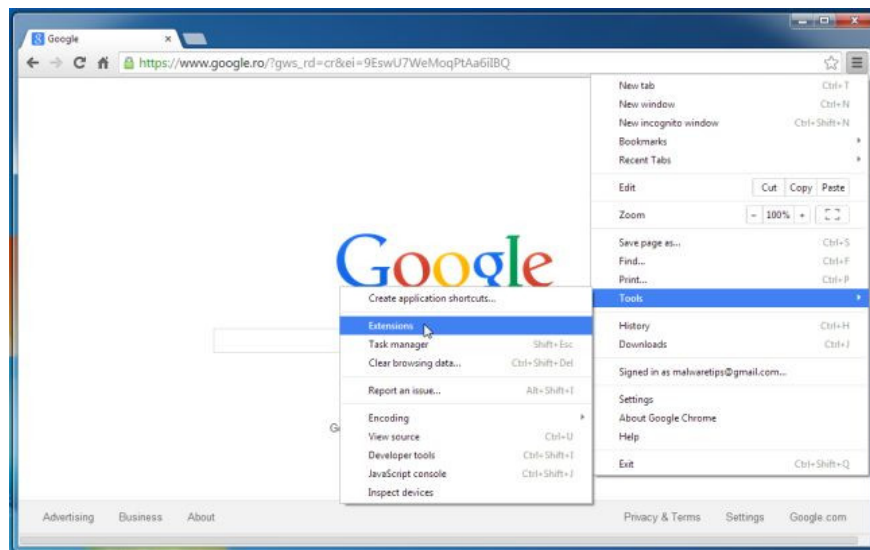 Google
https://www.google.ro/?gws_rd=cr&ei=9EswU7WeMoqPtAa6iIBQ
New tab Ctrl+T
New window Ctrl+N
New incognito window Ctrl+Shift+N
Bookmarks
Recent Tabs
Edit Cut Copy Paste
Zoom - 100% +
Save page as... Ctrl+S
Find... Ctrl+F
Print... Ctrl+P
Tools
History Ctrl+H
Downloads Ctrl+J
Signed in as malwaretips@gmail.com...
Settings
About Google Chrome
Help
Exit Ctrl+Shift+Q
Google
Create application shortcuts...
Extensions
Task manager Shift+Esc
Clear browsing data... Ctrl+Shift+Del
Report an issue... Alt+Shift+I
Encoding
View source Ctrl+U
Developer tools Ctrl+Shift+I
JavaScript console Ctrl+Shift+J
Inspect devices
Advertising Business About Privacy & Terms Settings Google.com